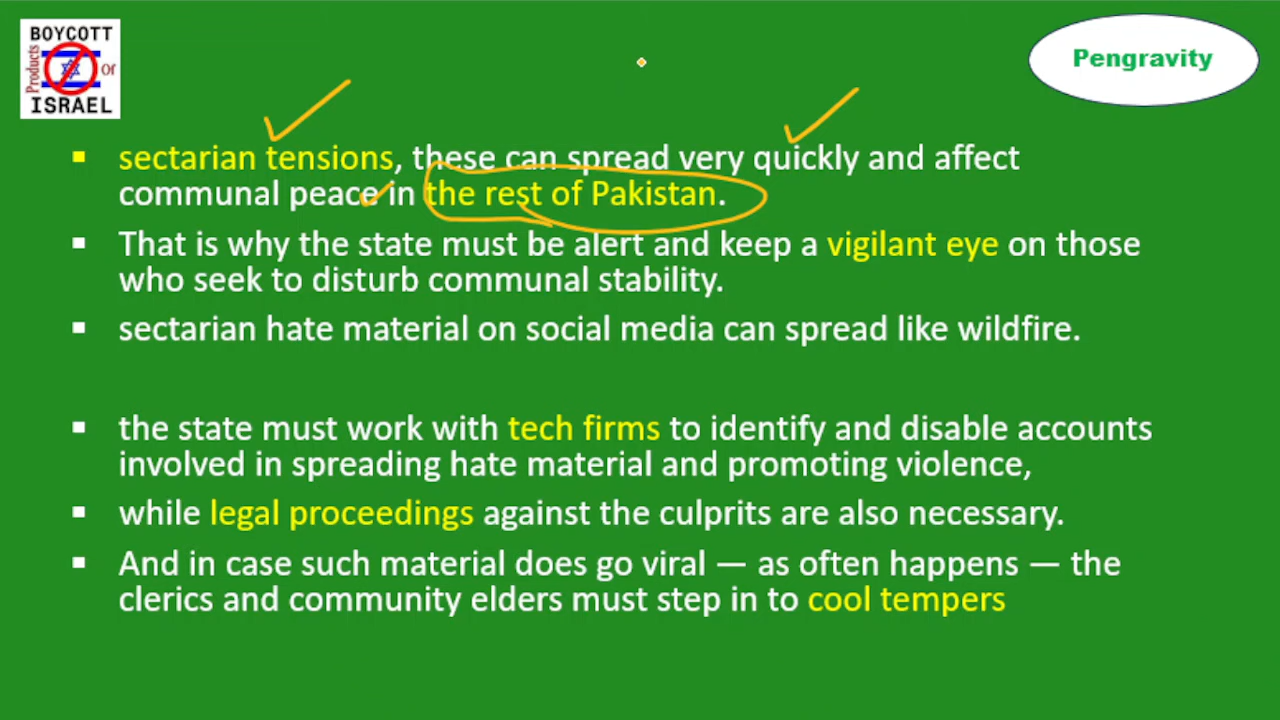 BOYCOTT
Products
of
ISRAEL
Pengravity
sectarian tensions, these can spread very quickly and affect
communal peace in the rest of Pakistan.
That is why the state must be alert and keep a vigilant eye on those
who seek to disturb communal stability.
sectarian hate material on social media can spread like wildfire.
the state must work with tech firms to identify and disable accounts
involved in spreading hate material and promoting violence,
while legal proceedings against the culprits are also necessary.
And in case such material does go viral — as often happens — the
clerics and community elders must step in to cool tempers